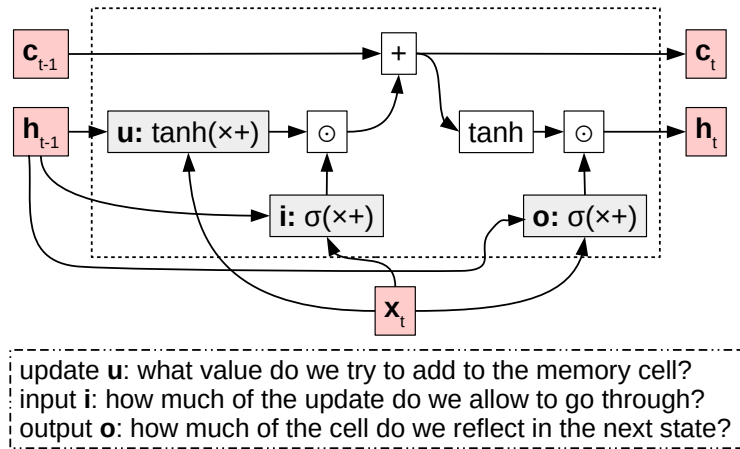 c t-1
+
c t
h t-1
u: tanh(×+)
⊙
tanh
⊙
h t
i: σ(×+)
o: σ(×+)
x t
update u: what value do we try to add to the memory cell?
input i: how much of the update do we allow to go through?
output o: how much of the cell do we reflect in the next state?